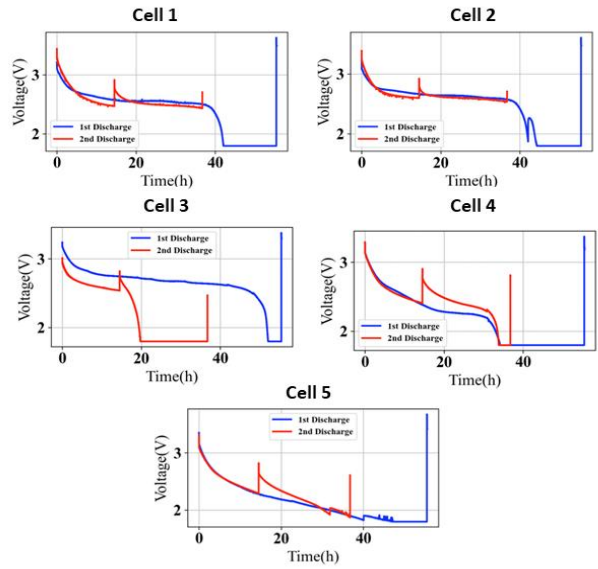 Cell 1
Voltage(V)
3
2
1st Discharge
2nd Discharge
0
20
40
Time(h)
Cell 2
Voltage(V)
3
2
1st Discharge
2nd Discharge
0
20
40
Time(h)
Cell 3
Voltage(V)
3
2
1st Discharge
2nd Discharge
0
20
40
Time(h)
Cell 4
Voltage(V)
3
2
1st Discharge
2nd Discharge
0
20
40
Time(h)
Cell 5
Voltage(V)
3
2
1st Discharge
2nd Discharge
0
20
40
Time(h)